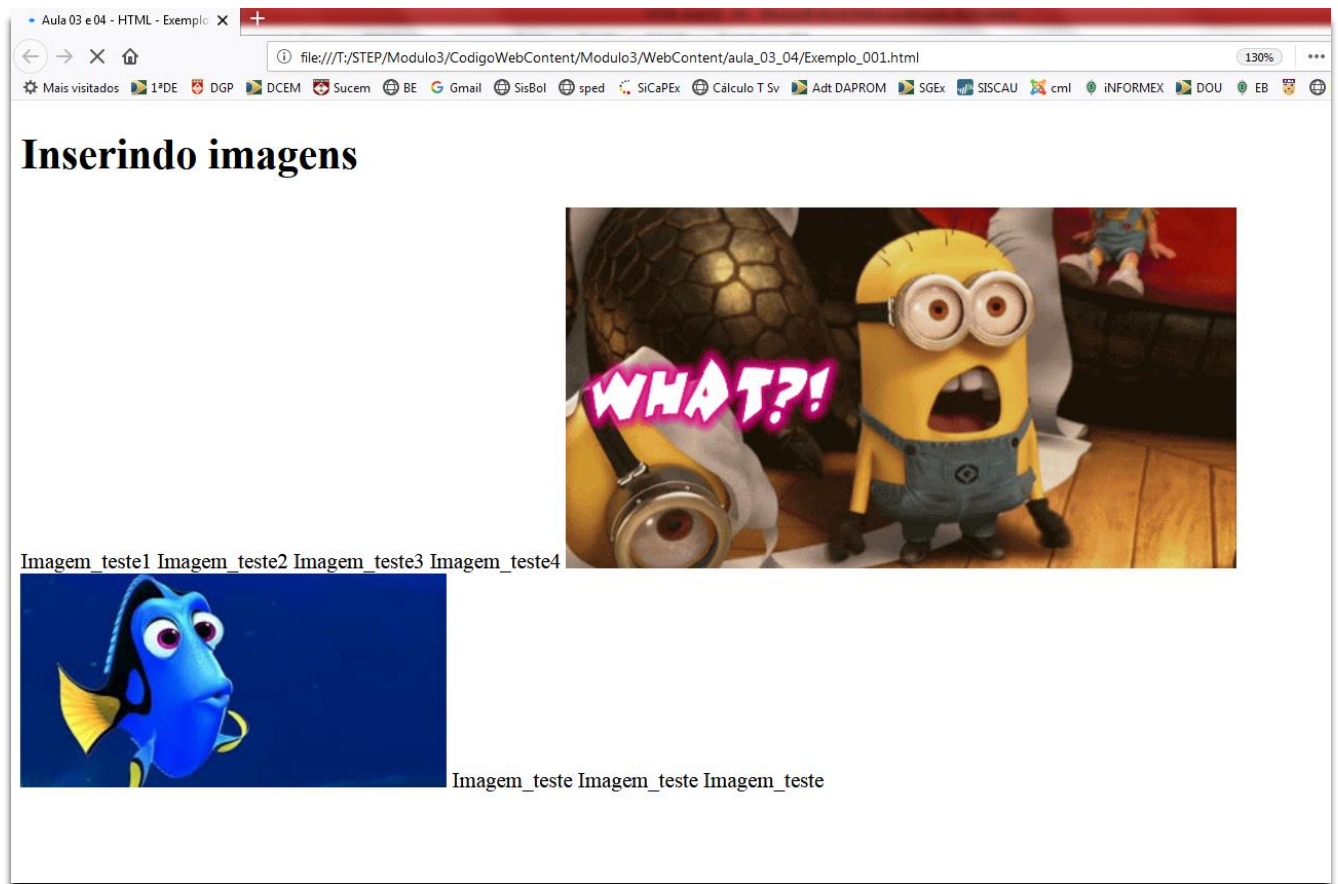 Aula 03 e 04 - HTML - Exemplo
file:///T:/STEP/Modulo3/CodigoWebContent/Modulo3/WebContent/aula_03_04/Exemplo_001.html 130%
Mais visitados 1ªDE DGP DCEM Sucem BE Gmail SisBol sped SiCaPEx Cálculo T Sv Adt DAPROM SGEx SISCAU cml iNFORMEX DOU EB
Inserindo imagens
WHAT?!
Imagem_teste1 Imagem_teste2 Imagem_teste3 Imagem_teste4
Imagem_teste Imagem_teste Imagem_teste